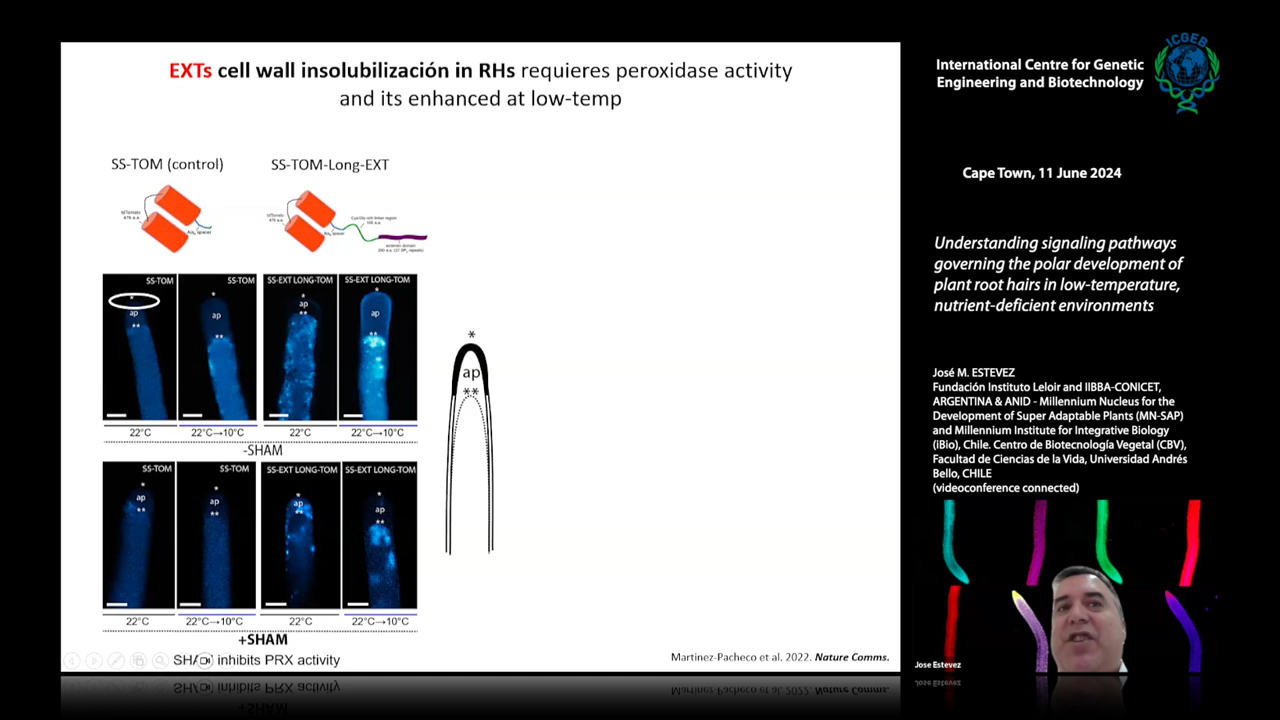 EXTs cell wall insolubilización in RHs requieres peroxidase activity
and its enhanced at low-temp
SS-TOM (control)
SS-TOM-Long-EXT
SS-TOM
SS-TOM
SS-EXT LONG-TOM
SS-EXT LONG-TOM
*
ap
**
*
ap
**
*
ap
**
*
ap
**
22°C
22°C→10°C
22°C
22°C→10°C
-SHAM
SS-TOM
SS-TOM
SS-EXT LONG-TOM
SS-EXT LONG-TOM
*
ap
**
*
ap
**
*
ap
**
*
ap
**
22°C
22°C→10°C
22°C
22°C→10°C
+SHAM
inhibits PRX activity
*
ap
**
Martinez-Pacheco et al. 2022. Nature Comms.
International Centre for Genetic
Engineering and Biotechnology
ICGEB
Cape Town, 11 June 2024
Understanding signaling pathways
governing the polar development of
plant root hairs in low-temperature,
nutrient-deficient environments
José M. ESTEVEZ
Fundación Instituto Leloir and IIBBA-CONICET,
ARGENTINA & ANID - Millennium Nucleus for the
Development of Super Adaptable Plants (MN-SAP)
and Millennium Institute for Integrative Biology
(iBio), Chile. Centro de Biotecnología Vegetal (CBV),
Facultad de Ciencias de la Vida, Universidad Andrés
Bello, CHILE
(videoconference connected)
Jose Estevez